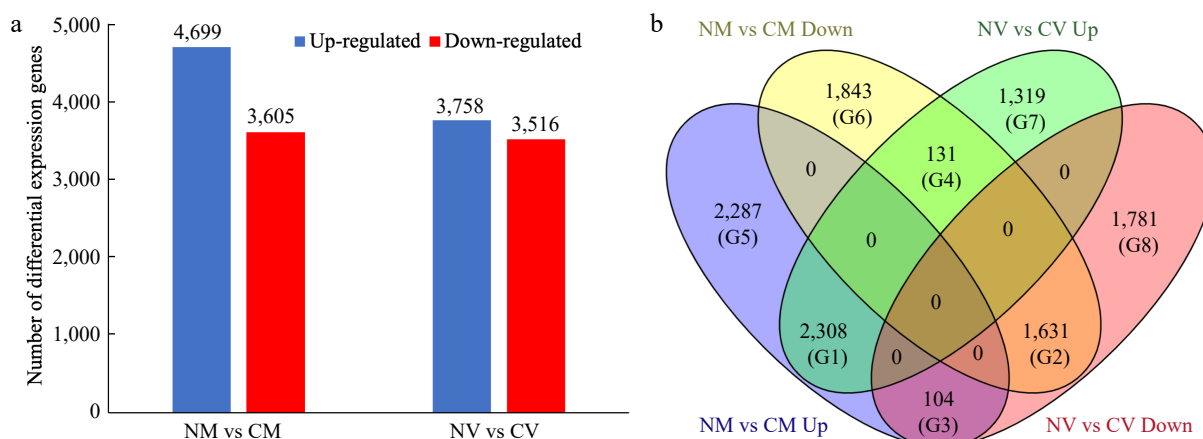 a
Number of differential expression genes
5,000
4,000
3,000
2,000
1,000
0
Up-regulated
Down-regulated
4,699
3,605
3,758
3,516
NM vs CM
NV vs CV
b
NM vs CM Down
NV vs CV Up
1,843
(G6)
1,319
(G7)
131
(G4)
0
0
2,287
(G5)
1,781
(G8)
0
0
0
2,308
(G1)
1,631
(G2)
0
0
104
(G3)
NM vs CM Up
NV vs CV Down